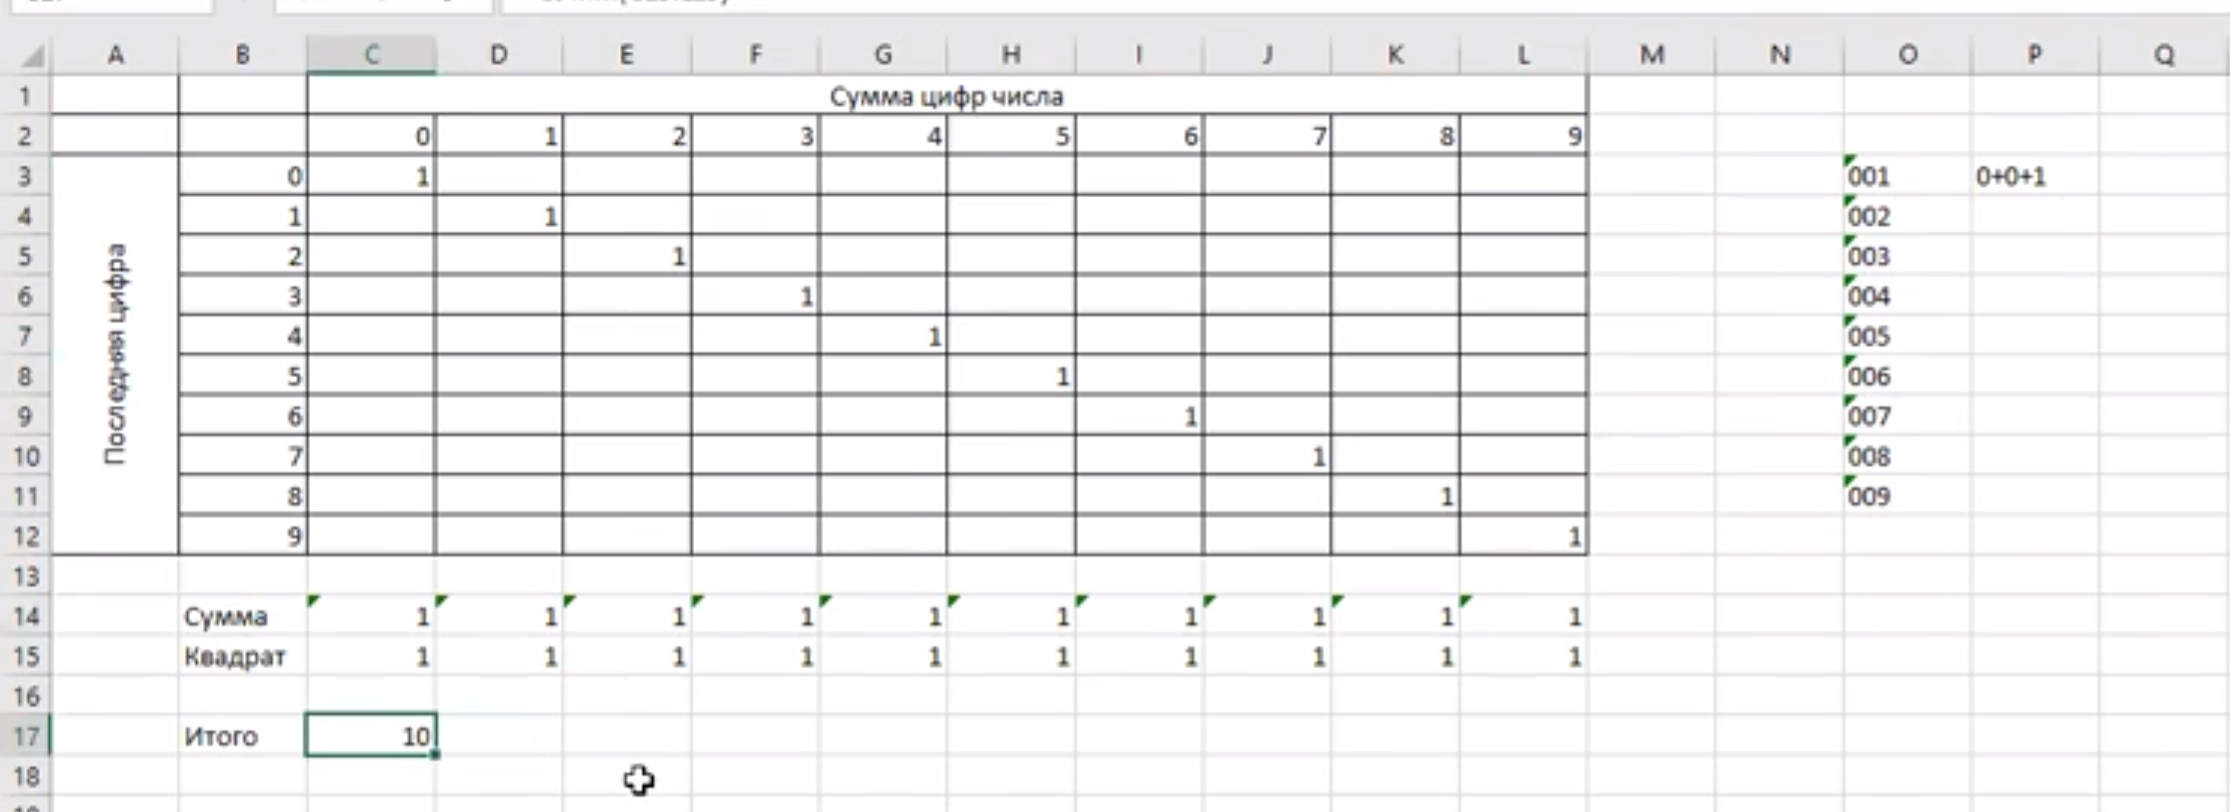 A B C D E F G H I J K L M N O P Q
1 Сумма цифр числа
2 0 1 2 3 4 5 6 7 8 9
3 0 1 001 0+0+1
4 1 1 002
5 2 1 003
6 3 1 004
7 4 1 005
8 5 1 006
9 6 1 007
10 7 1 008
11 8 1 009
12 9 1
Последняя цифра
13
14 Сумма 1 1 1 1 1 1 1 1 1 1
15 Квадрат 1 1 1 1 1 1 1 1 1 1
16
17 Итого 10
18